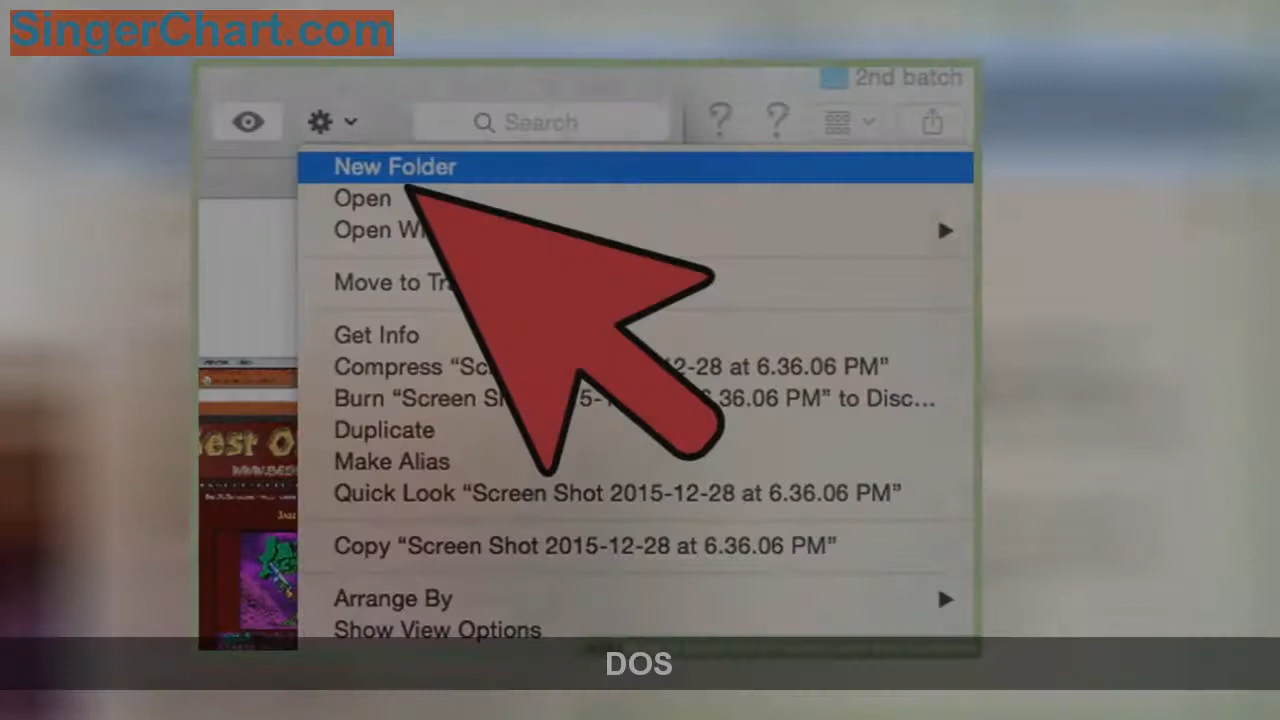 SingerChart.com
2nd batch
Search
New Folder
Open
Open
Move to
Get Info
Compress 12-28 at 6.36.06 PM”
Burn “Screen 6.36.06 PM” to Disc...
Duplicate
Make Alias
Quick Look “Screen Shot 2015-12-28 at 6.36.06 PM”
Copy “Screen Shot 2015-12-28 at 6.36.06 PM”
Arrange By
Show View Options
DOS